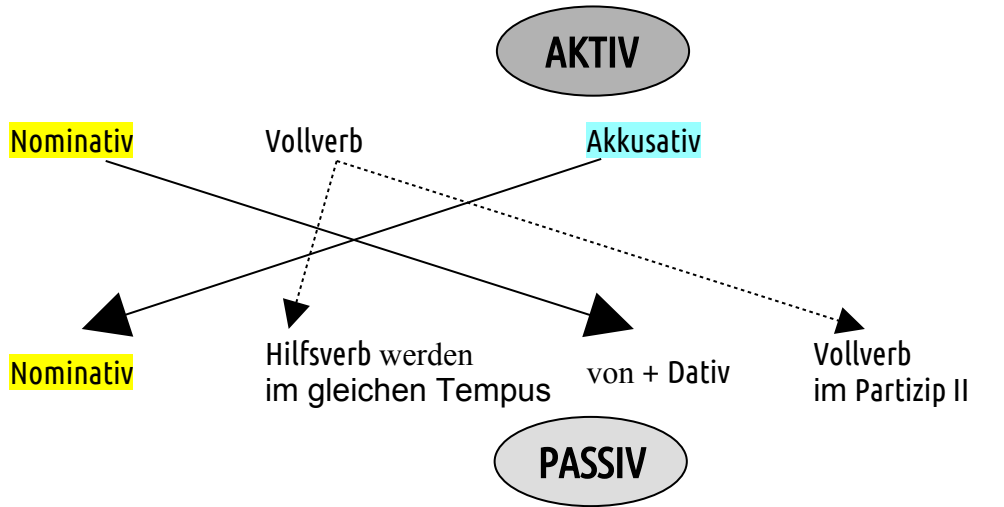 AKTIV
Nominativ Vollverb Akkusativ
Nominativ Hilfsverb werden von + Dativ Vollverb
im gleichen Tempus im Partizip II
PASSIV